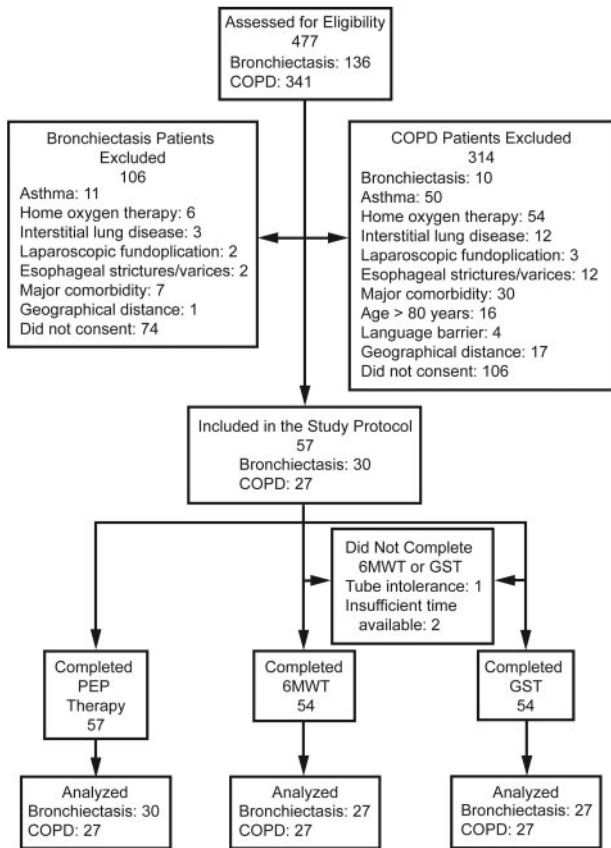 Assessed for Eligibility
477
Bronchiectasis: 136
COPD: 341
Bronchiectasis Patients
Excluded
106
Asthma: 11
Home oxygen therapy: 6
Interstitial lung disease: 3
Laparoscopic fundoplication: 2
Esophageal strictures/varices: 2
Major comorbidity: 7
Geographical distance: 1
Did not consent: 74
COPD Patients Excluded
314
Bronchiectasis: 10
Asthma: 50
Home oxygen therapy: 54
Interstitial lung disease: 12
Laparoscopic fundoplication: 3
Esophageal strictures/varices: 12
Major comorbidity: 30
Age > 80 years: 16
Language barrier: 4
Geographical distance: 17
Did not consent: 106
Included in the Study Protocol
57
Bronchiectasis: 30
COPD: 27
Did Not Complete
6MWT or GST
Tube intolerance: 1
Insufficient time
available: 2
Completed
PEP
Therapy
57
Completed
6MWT
54
Completed
GST
54
Analyzed
Bronchiectasis: 30
COPD: 27
Analyzed
Bronchiectasis: 27
COPD: 27
Analyzed
Bronchiectasis: 27
COPD: 27